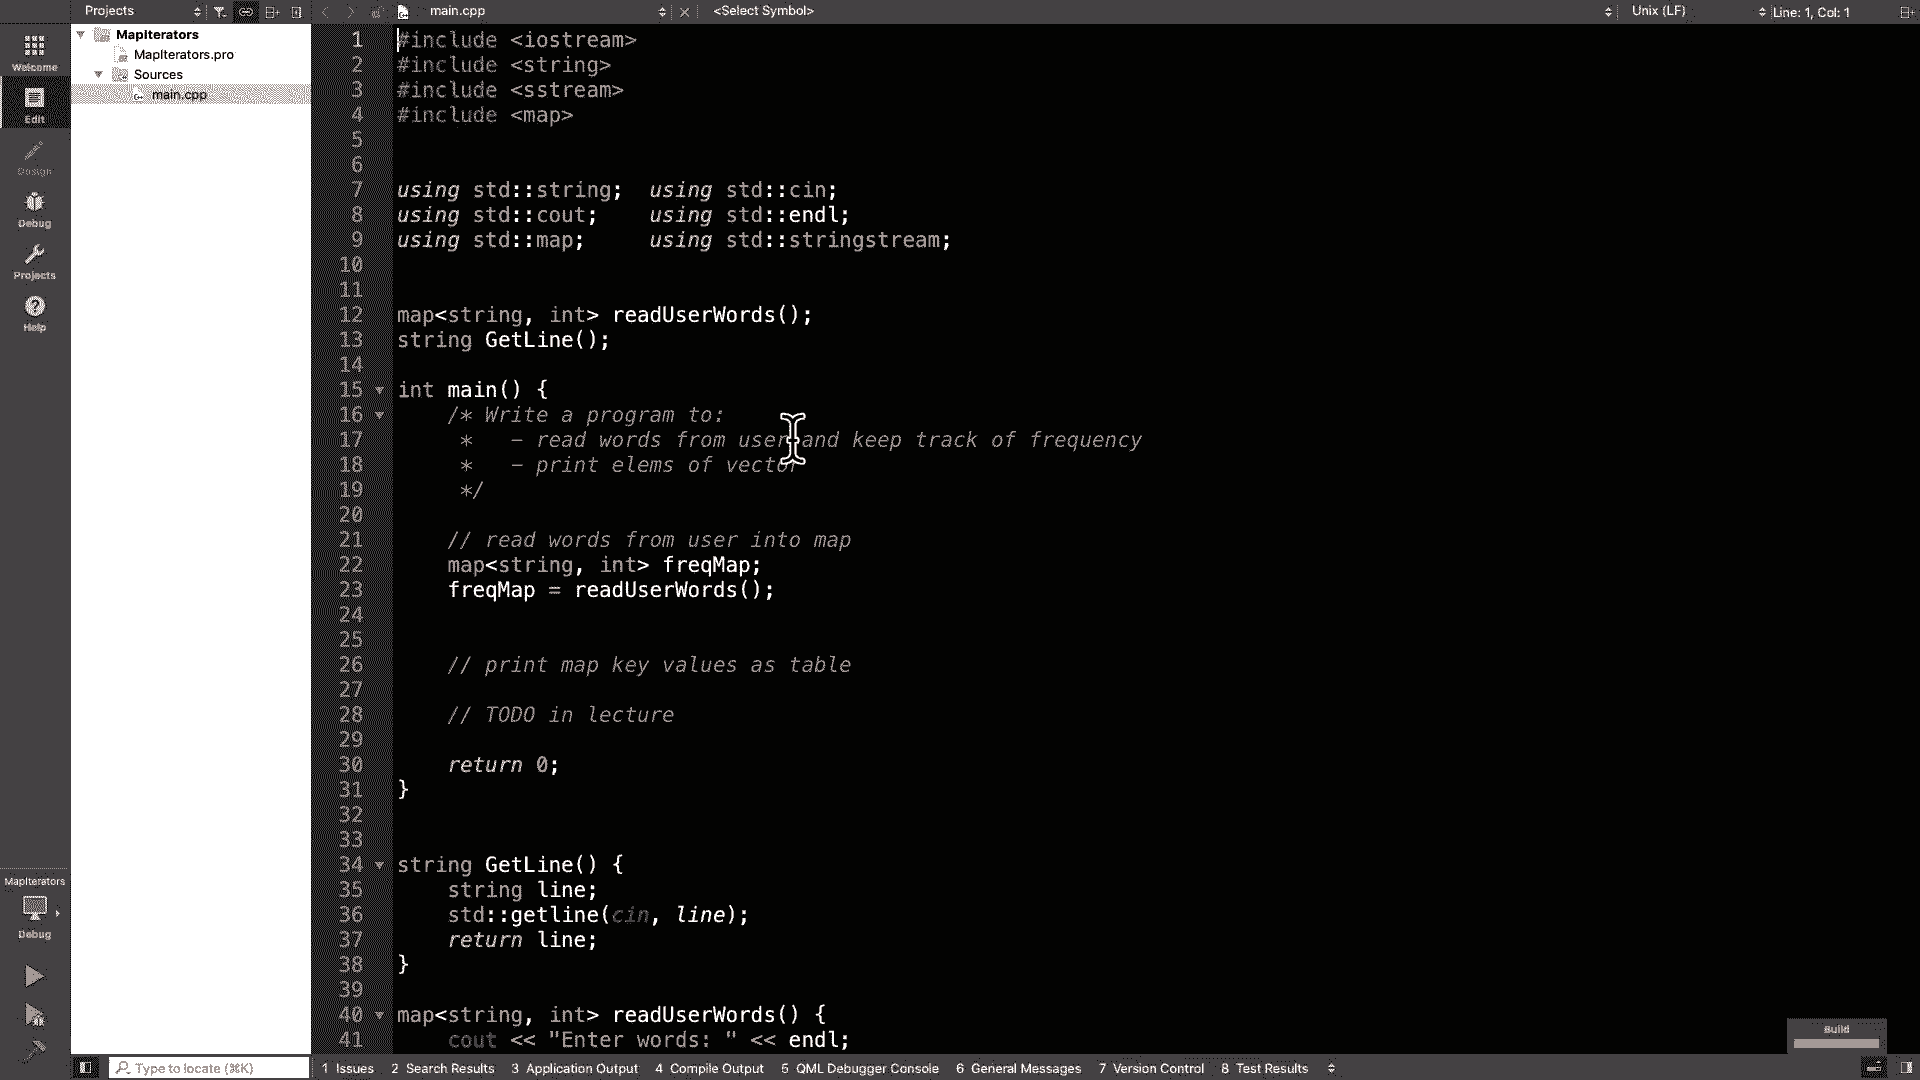 Projects
main.cpp
<Select Symbol>
Unix (LF)
Line: 1, Col: 1
Welcome
Edit
Design
Debug
Projects
Help
MapIterators
MapIterators.pro
Sources
main.cpp
1 #include <iostream>
2 #include <string>
3 #include <sstream>
4 #include <map>
5
6
7 using std::string;  using std::cin;
8 using std::cout;    using std::endl;
9 using std::map;     using std::stringstream;
10
11
12 map<string, int> readUserWords();
13 string GetLine();
14
15 int main() {
16     /* Write a program to:
17      *   – read words from user and keep track of frequency
18      *   – print elems of vector
19      */
20
21     // read words from user into map
22     map<string, int> freqMap;
23     freqMap = readUserWords();
24
25
26     // print map key values as table
27
28     // TODO in lecture
29
30     return 0;
31 }
32
33
34 string GetLine() {
35     string line;
36     std::getline(cin, line);
37     return line;
38 }
39
40 map<string, int> readUserWords() {
41     cout << "Enter words: " << endl;
MapIterators
Debug
Build
Type to locate (⌘K)
1 Issues
2 Search Results
3 Application Output
4 Compile Output
5 QML Debugger Console
6 General Messages
7 Version Control
8 Test Results